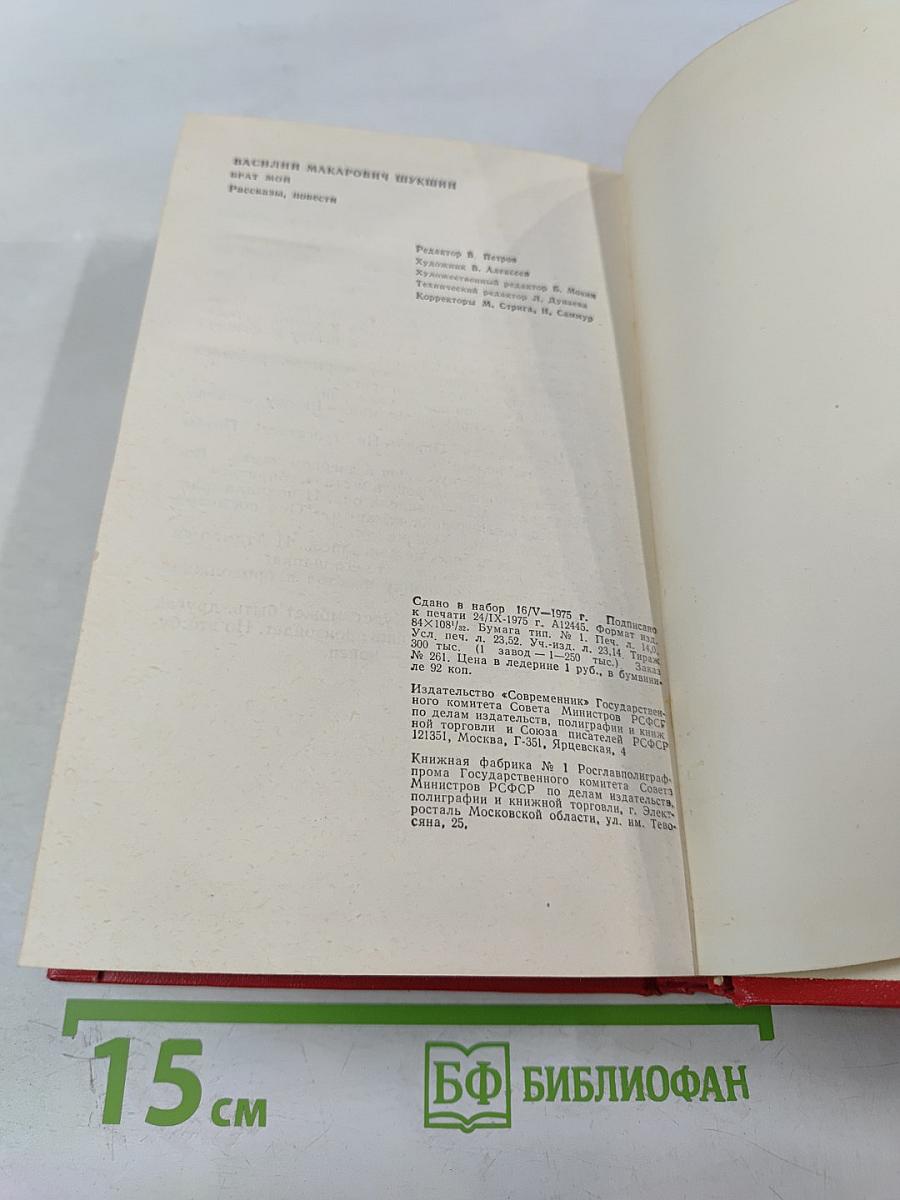 ВАСИЛИЙ МАКАРОВИЧ ШУКШИН
БРАТ МОЙ
Рассказы, повести
Редактор В. Петров
Художник В. Алексеев
Художественный редактор Б. Мокин
Технический редактор Л. Дунаева
Корректоры М. Стрига, И. Саммур
Сдано в набор 16/V—1975 г. Подписано
к печати 24/IX-1975 г. А12445. Формат изд.
84×108¹/₃₂. Бумага тип. № 1. Печ. л. 14,0.
Усл. печ. л. 23.52. Уч.-изд. л. 23.14 Тираж
300 тыс. (1 завод — 1—250 тыс.) Заказ
№ 261. Цена в ледерине 1 руб., в бумвини-
ле 92 коп.
Издательство «Современник» Государствен-
ного комитета Совета Министров РСФСР
по делам издательств, полиграфии и книж
ной торговли и Союза писателей РСФСР
121351, Москва, Г-351, Ярцевская, 4
Книжная фабрика № 1 Росглавполиграф-
прома Государственного комитета Совета
Министров РСФСР по делам издательств,
полиграфии и книжной торговли, г. Элект-
росталь Московской области, ул. им. Тево-
сяна, 25,
15 см
БФ БИБЛИОФАН